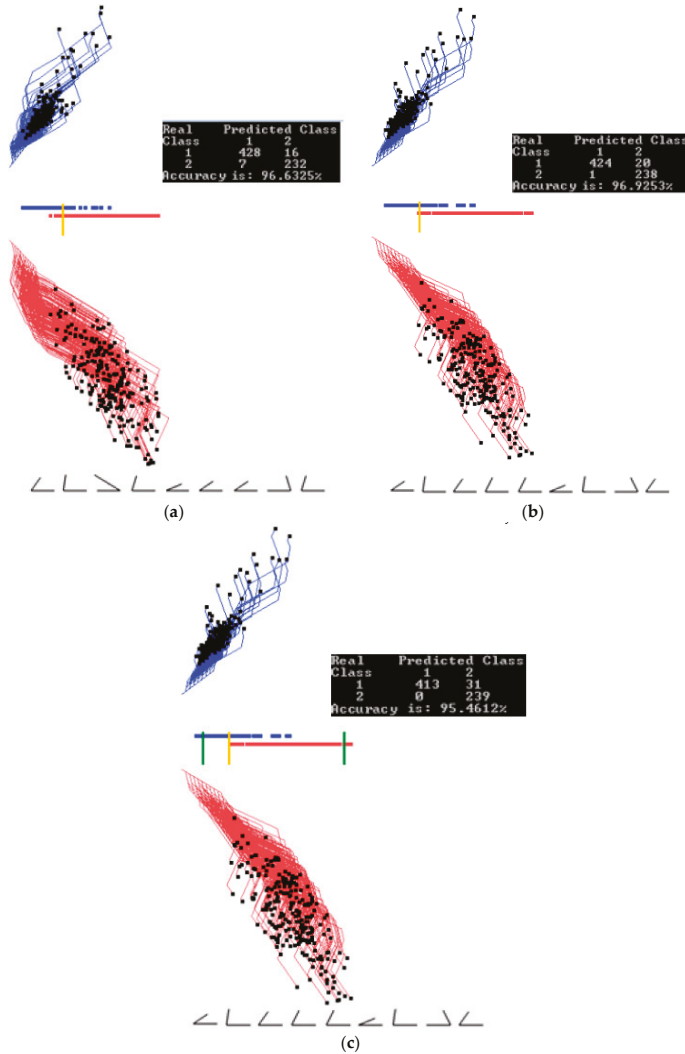 Real Predicted Class
Class 1 2
1 428 16
2 7 232
Accuracy is: 96.6325%
Real Predicted Class
Class 1 2
1 424 20
2 1 238
Accuracy is: 96.9253%
(a)
(b)
Real Predicted Class
Class 1 2
1 413 31
2 0 239
Accuracy is: 95.4612%
(c)